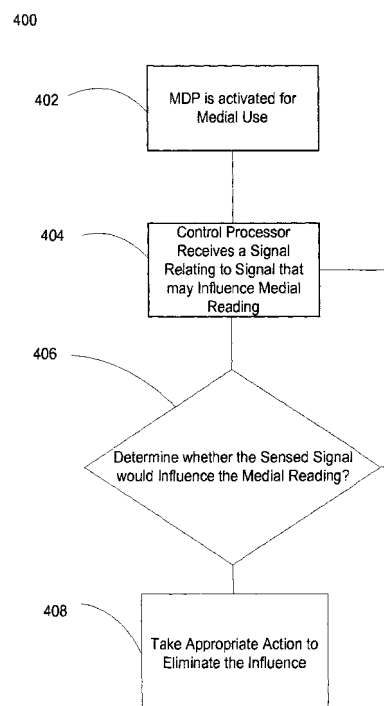 400
402
MDP is activated for
Medial Use
404
Control Processor
Receives a Signal
Relating to Signal that
may Influence Medial
Reading
406
Determine whether the Sensed Signal
would Influence the Medial Reading?
408
Take Appropriate Action to
Eliminate the Influence